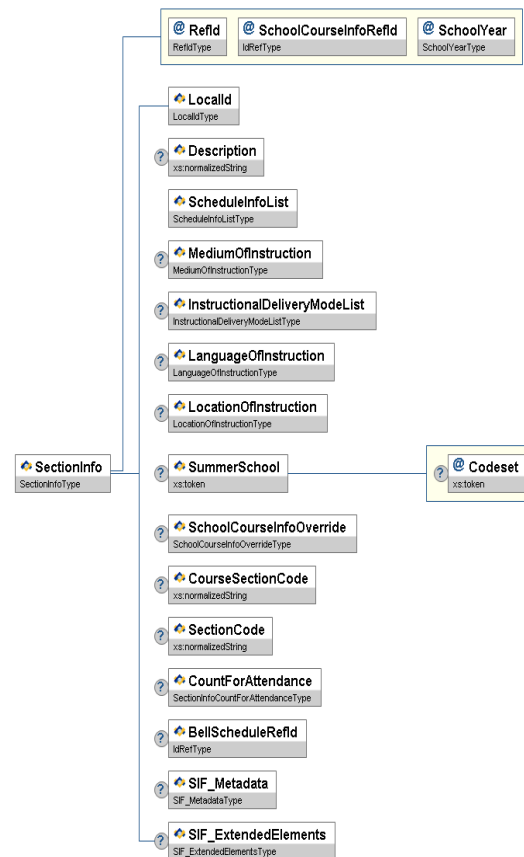 @ RefId @ SchoolCourseInfoRefId @ SchoolYear
RefIdType IdRefType SchoolYearType
LocalId
LocalIdType
? Description
xs:normalizedString
ScheduleInfoList
ScheduleInfoListType
? MediumOfInstruction
MediumOfInstructionType
? InstructionalDeliveryModeList
InstructionalDeliveryModeListType
? LanguageOfInstruction
LanguageOfInstructionType
? LocationOfInstruction
LocationOfInstructionType
SectionInfo ? SummerSchool ? @ Codeset
SectionInfoType xs:token xs:token
? SchoolCourseInfoOverride
SchoolCourseInfoOverrideType
? CourseSectionCode
xs:normalizedString
? SectionCode
xs:normalizedString
? CountForAttendance
SectionInfoCountForAttendanceType
? BellScheduleRefId
IdRefType
? SIF_Metadata
SIF_MetadataType
? SIF_ExtendedElements
SIF_ExtendedElementsType